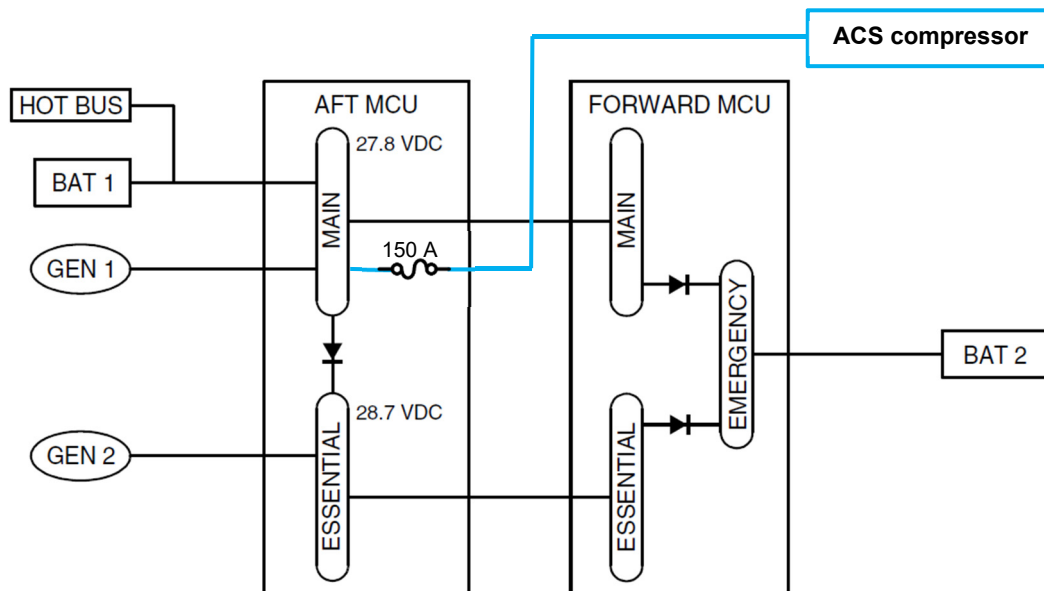 ACS compressor
AFT MCU
FORWARD MCU
HOT BUS
27.8 VDC
BAT 1
MAIN
MAIN
150 A
GEN 1
EMERGENCY
BAT 2
28.7 VDC
GEN 2
ESSENTIAL
ESSENTIAL